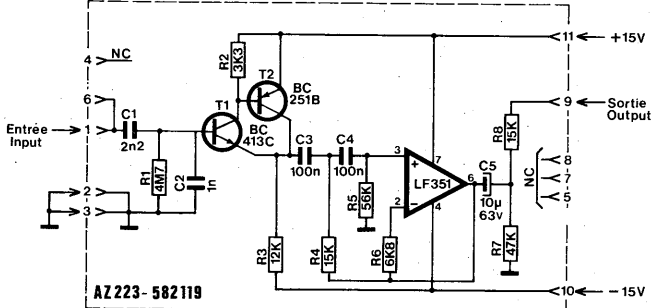 R2
3K3
11
+15V
4
NC
T2
BC
251B
6
T1
9
Sortie
Output
Entrée
Input
1
C1
2n2
BC
413C
C3
100n
C4
100n
3
+
7
LF351
6
C5
10µ
63v
R8
15K
NC
8
7
5
R1
4M7
C2
1n
R5
56K
2
-
4
2
3
R3
12K
R4
15K
R6
6K8
R7
47K
AZ223-582119
10
-15V